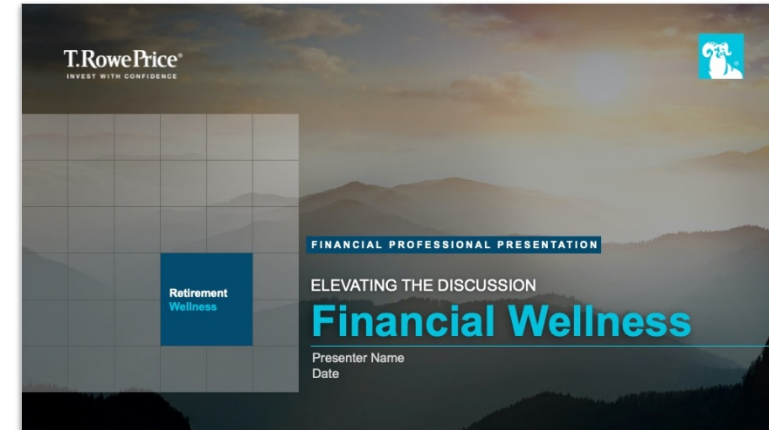 T.RowePrice®
INVEST WITH CONFIDENCE
FINANCIAL PROFESSIONAL PRESENTATION
Retirement
Wellness
ELEVATING THE DISCUSSION
Financial Wellness
Presenter Name
Date